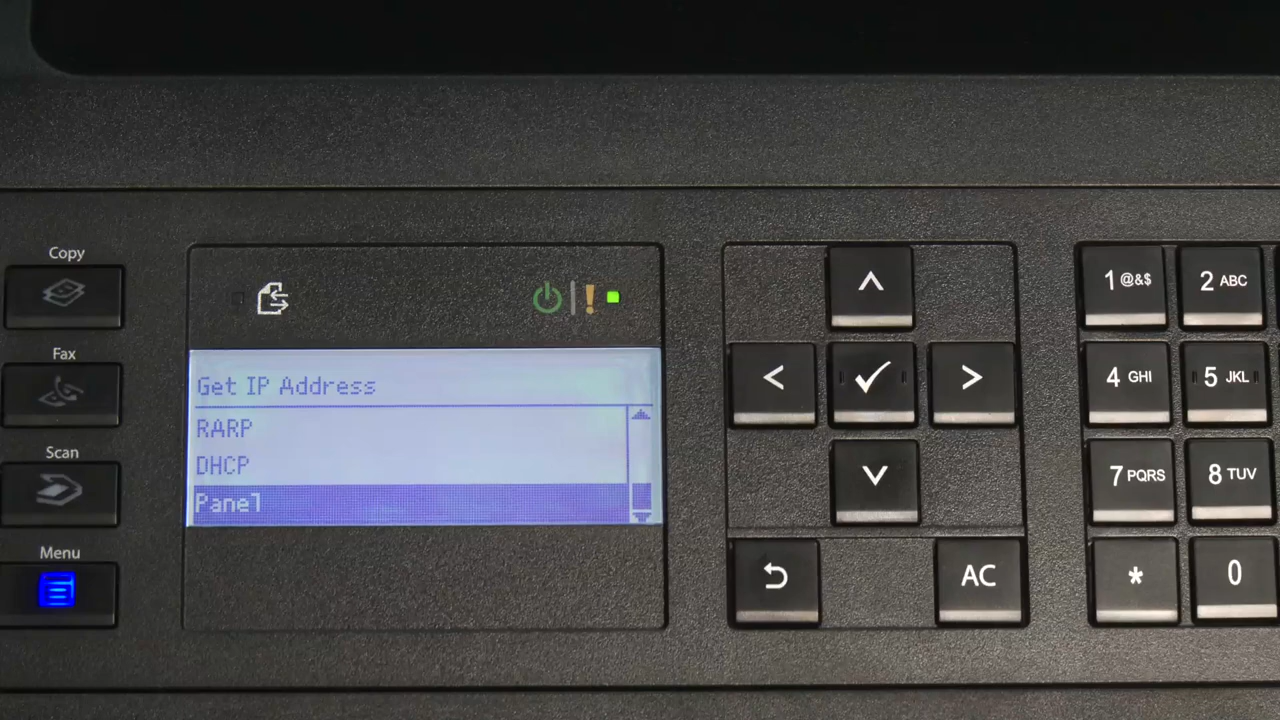 Copy
Fax
Scan
Menu
Get IP Address
RARP
DHCP
Panel
AC
1 @&$
2 ABC
4 GHI
5 JKL
7 PQRS
8 TUV
*
0